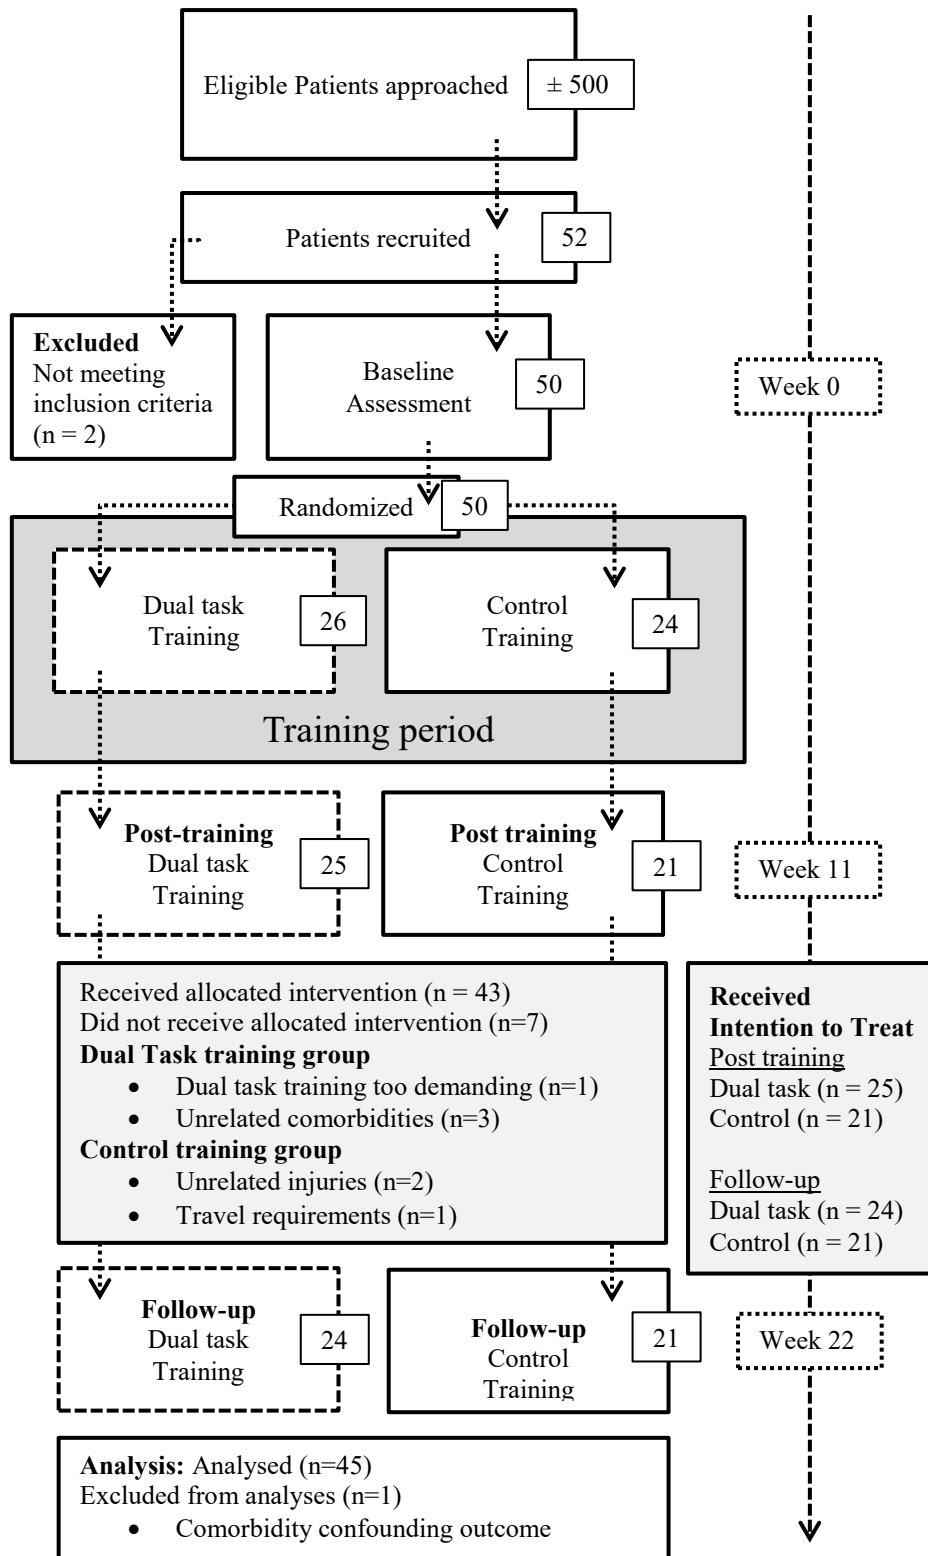 Eligible Patients approached
± 500
Patients recruited
52
Excluded
Not meeting
inclusion criteria
(n = 2)
Baseline
Assessment
50
Week 0
Randomized
50
Dual task
Training
26
Control
Training
24
Training period
Post-training
Dual task
Training
25
Post training
Control
Training
21
Week 11
Received allocated intervention (n = 43)
Did not receive allocated intervention (n=7)
Dual Task training group
• Dual task training too demanding (n=1)
• Unrelated comorbidities (n=3)
Control training group
• Unrelated injuries (n=2)
• Travel requirements (n=1)
Received
Intention to Treat
Post training
Dual task (n = 25)
Control (n = 21)
Follow-up
Dual task (n = 24)
Control (n = 21)
Follow-up
Dual task
Training
24
Follow-up
Control
Training
21
Week 22
Analysis: Analysed (n=45)
Excluded from analyses (n=1)
• Comorbidity confounding outcome